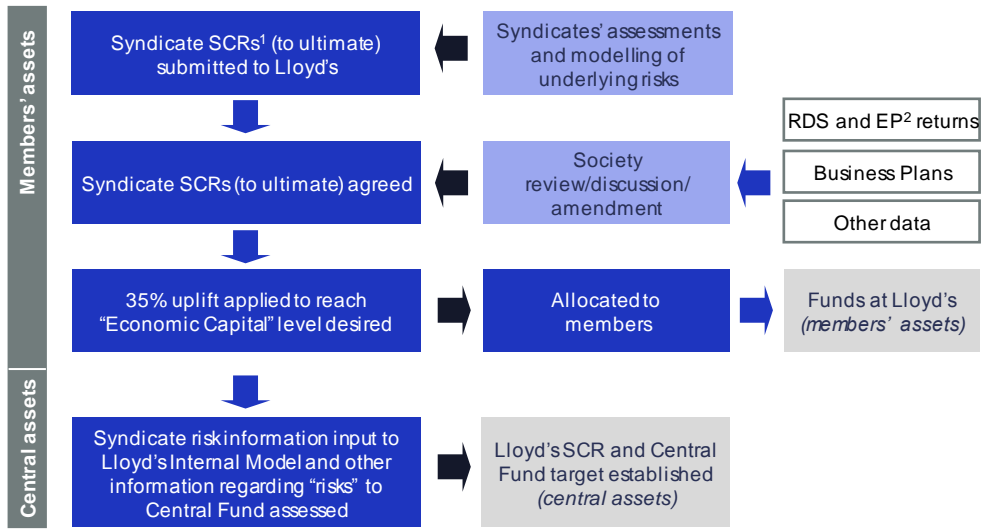 Members' assets
Syndicate SCRs¹ (to ultimate)
submitted to Lloyd's
Syndicates' assessments
and modelling of
underlying risks
Syndicate SCRs (to ultimate) agreed
Society
review/discussion/
amendment
RDS and EP² returns
Business Plans
Other data
35% uplift applied to reach
“Economic Capital” level desired
Allocated to
members
Funds at Lloyd's
(members' assets)
Central assets
Syndicate risk information input to
Lloyd's Internal Model and other
information regarding “risks” to
Central Fund assessed
Lloyd's SCR and Central
Fund target established
(central assets)